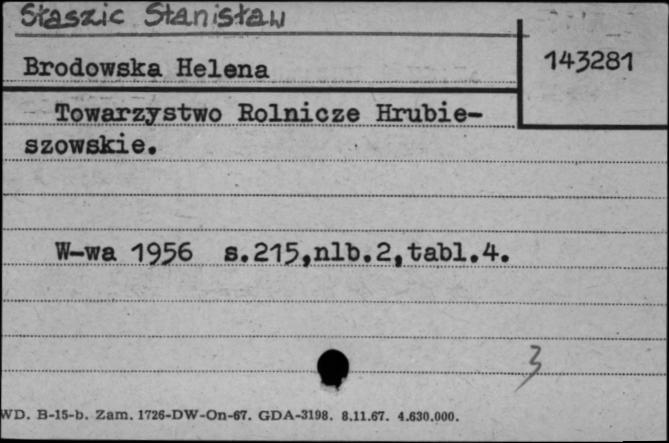 Staszic Stanisław
143281
Brodowska Helena
Towarzystwo Rolnicze Hrubie-
szowskie.
W-wa 1956 s.215,nlb.2,tabl.4.
3
WD. B-15-b. Zam. 1726-DW-On-67. GDA-3198. 8.11.67. 4.630.000.